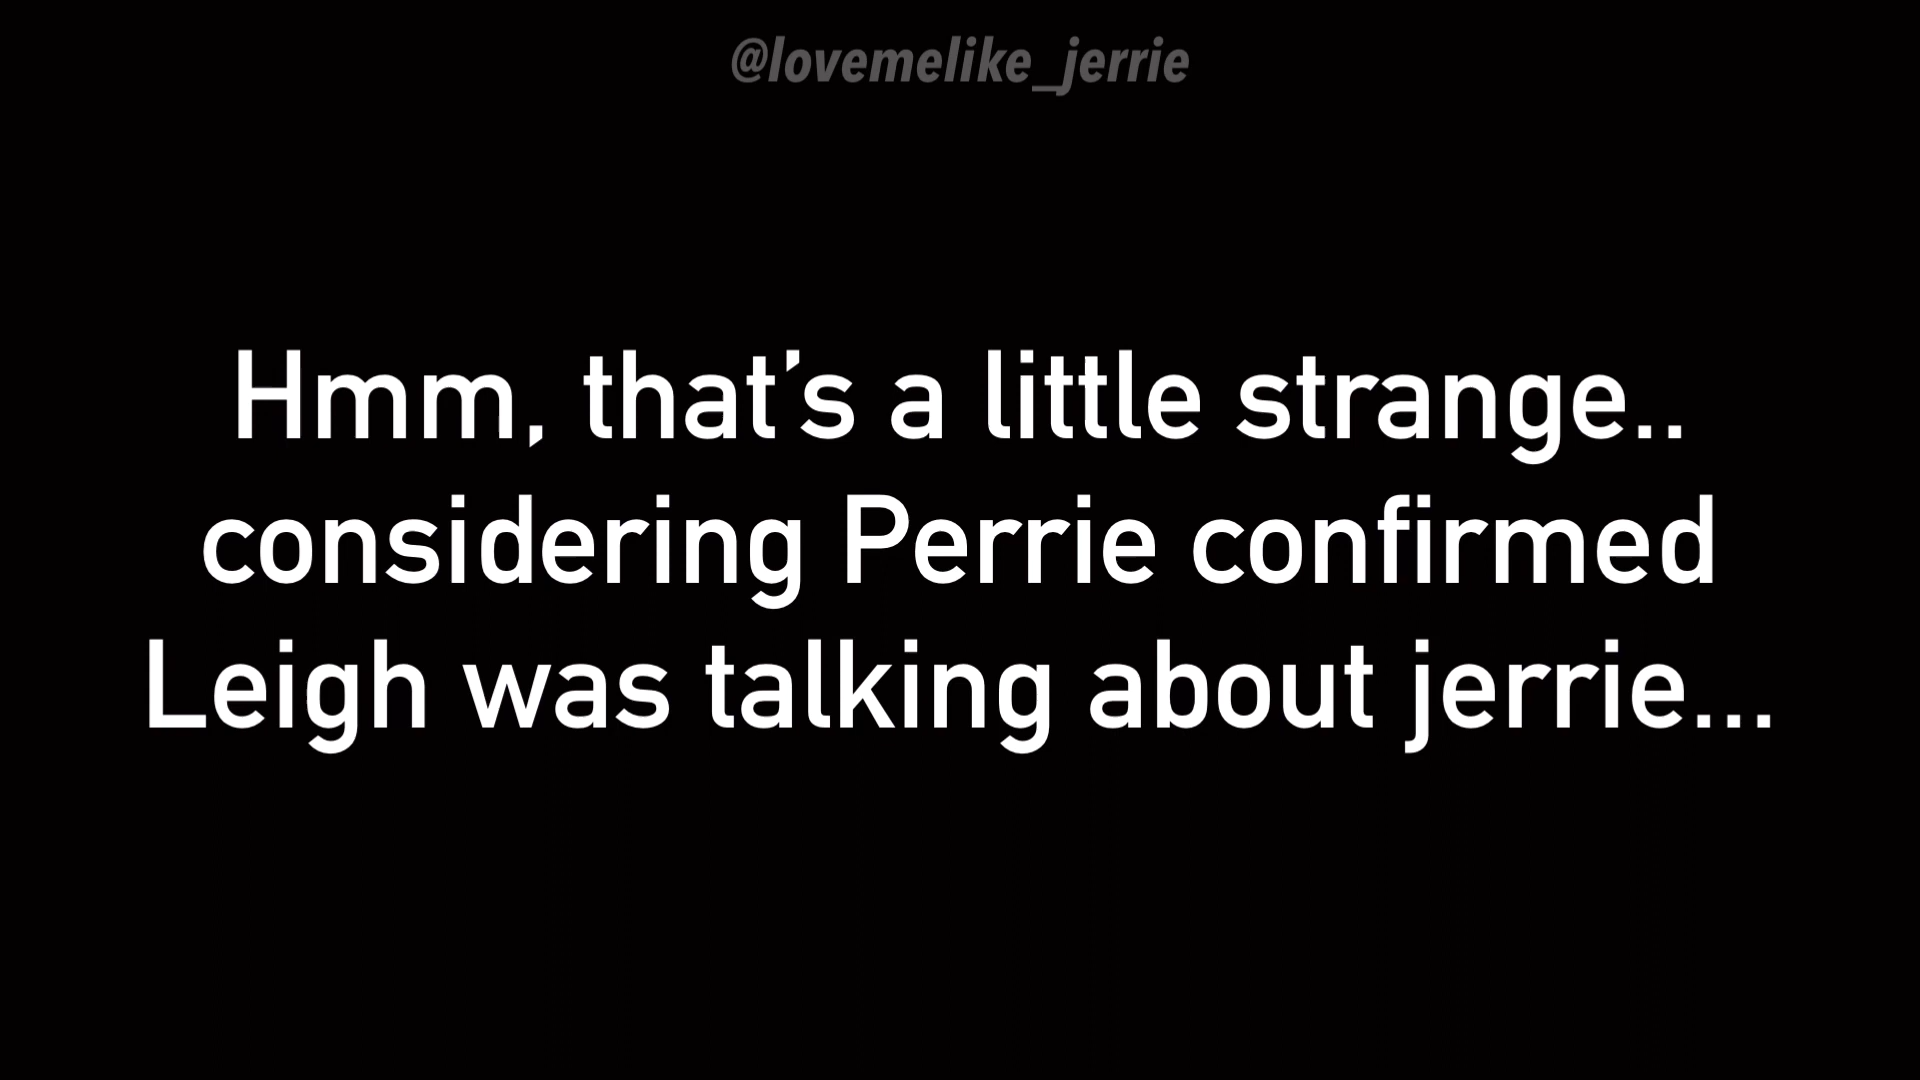 @lovemelike_jerrie
Hmm, that’s a little strange..
considering Perrie confirmed
Leigh was talking about jerrie...